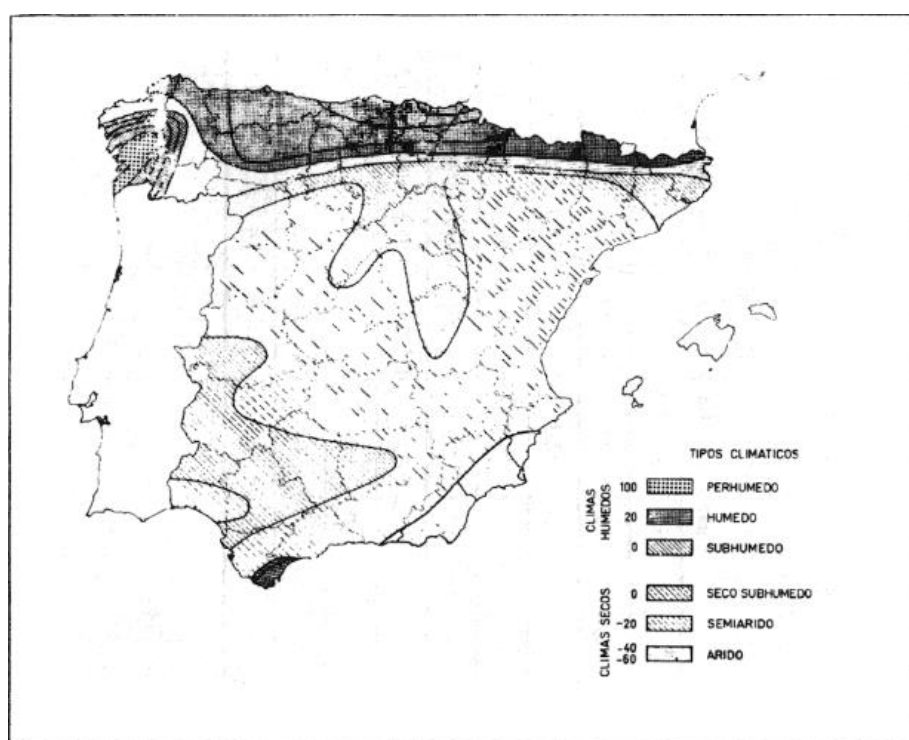 TIPOS CLIMATICOS
CLIMAS HUMEDOS
100 PERHUMEDO
20 HUMEDO
0 SUBHUMEDO
CLIMAS SECOS
0 SECO SUBHUMEDO
-20 SEMIARIDO
-40
-60 ARIDO